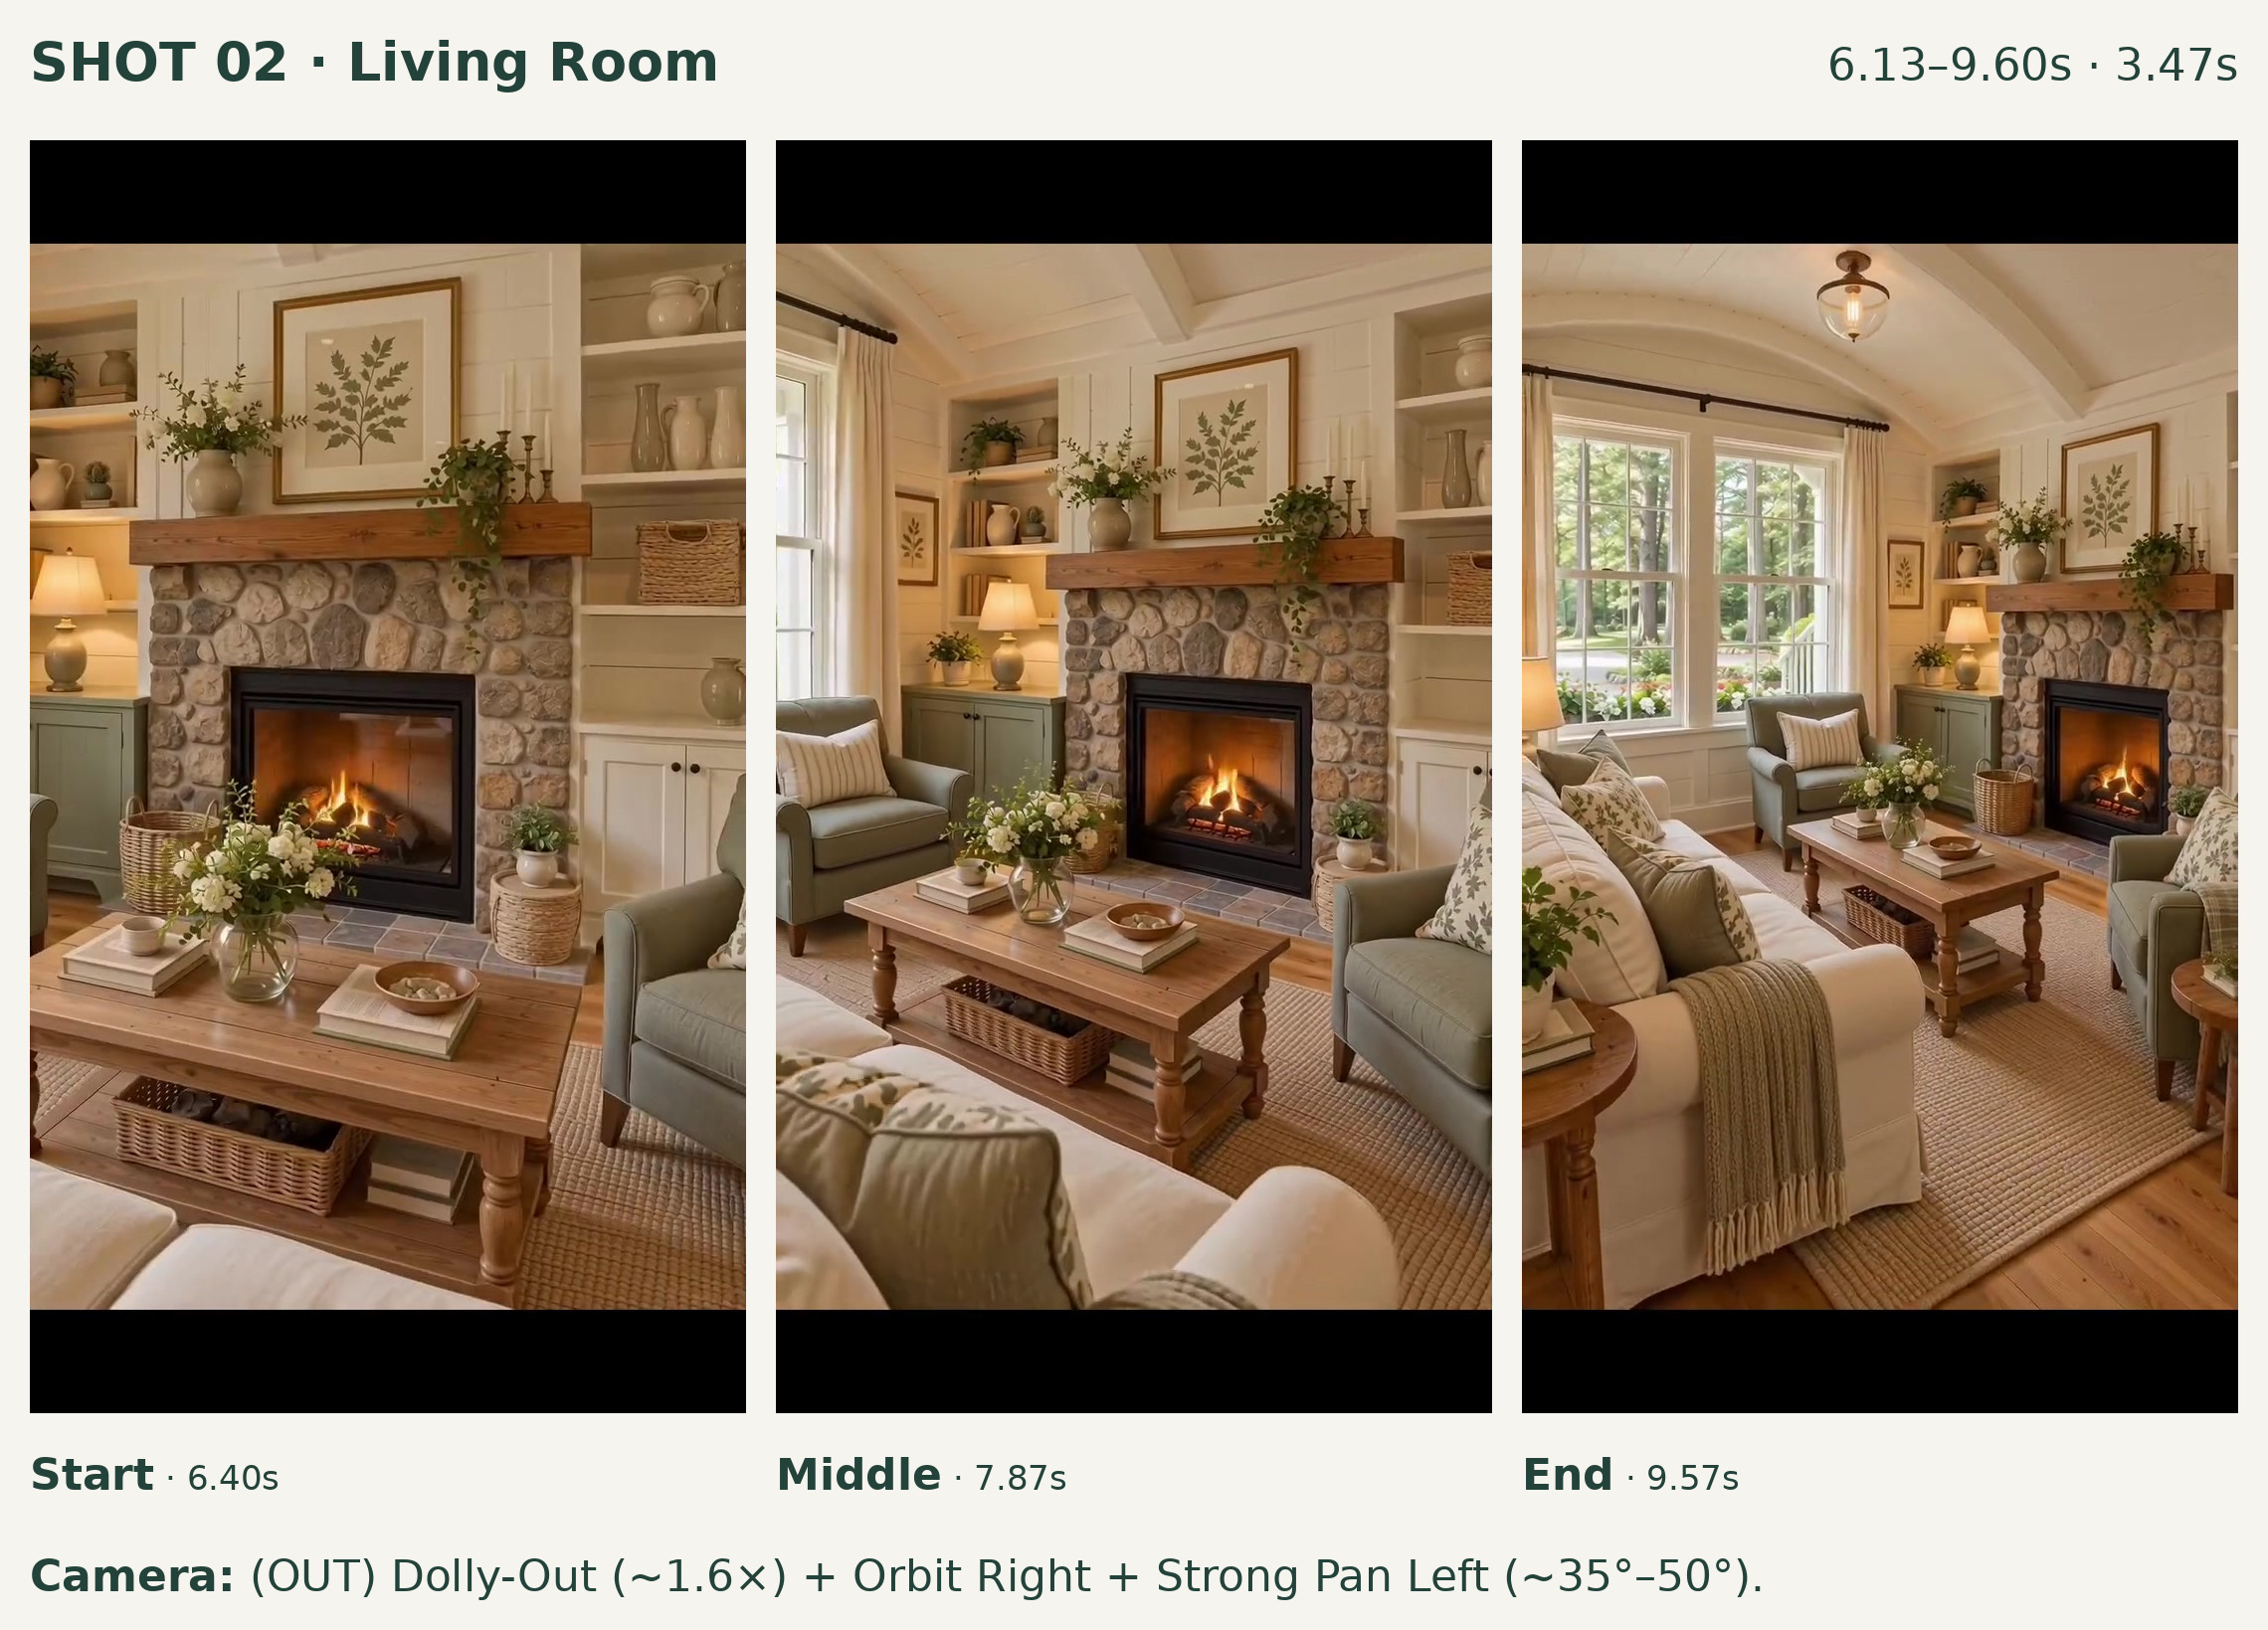 SHOT 02 · Living Room
6.13–9.60s · 3.47s
Start · 6.40s
Middle · 7.87s
End · 9.57s
Camera: (OUT) Dolly-Out (~1.6×) + Orbit Right + Strong Pan Left (~35°–50°).